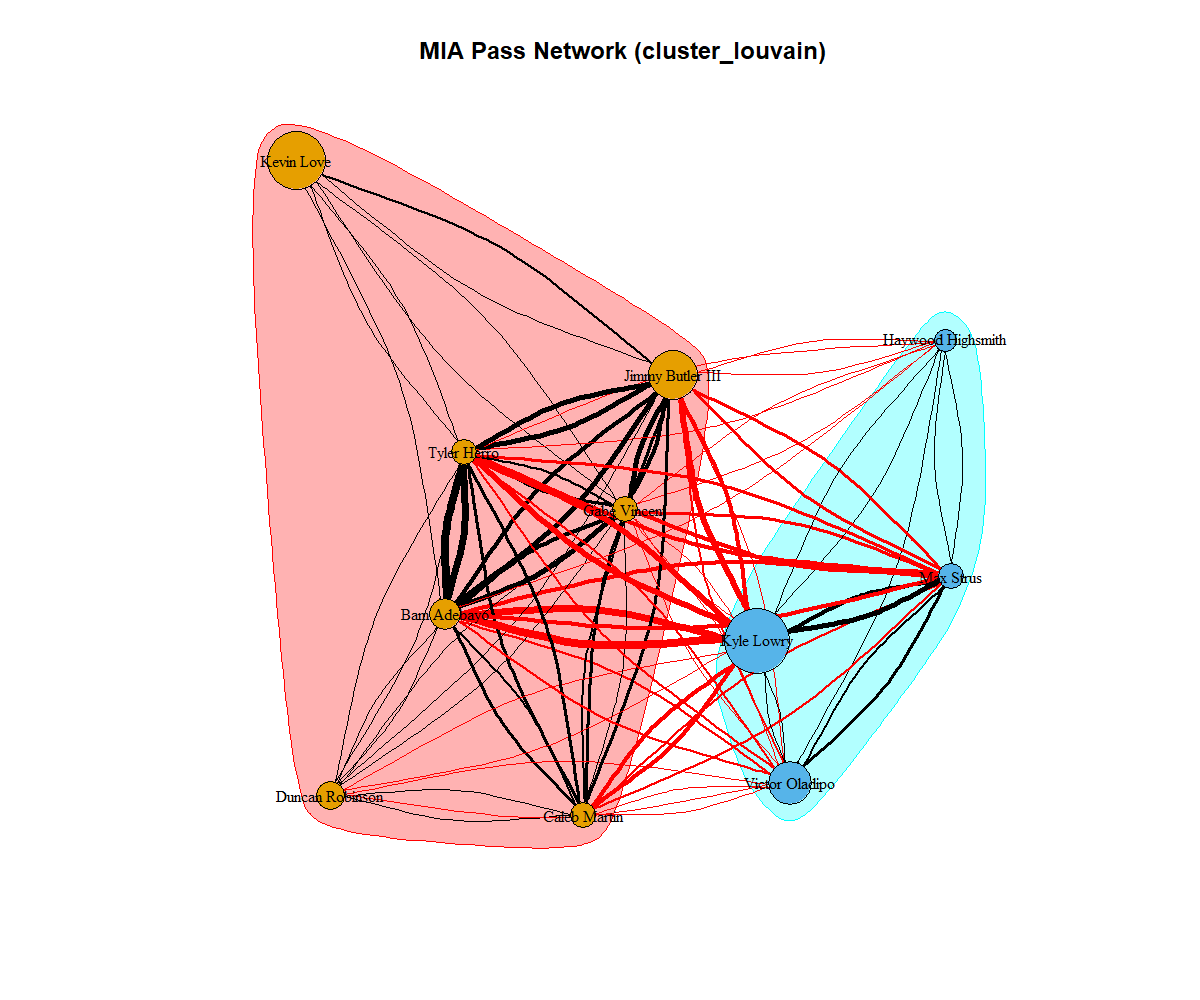 MIA Pass Network (cluster_louvain)
Kevin Love
Haywood Highsmith
Jimmy Butler III
Tyler Herro
Gabe Vincent
Max Strus
Bam Adebayo
Kyle Lowry
Victor Oladipo
Duncan Robinson
Caleb Martin